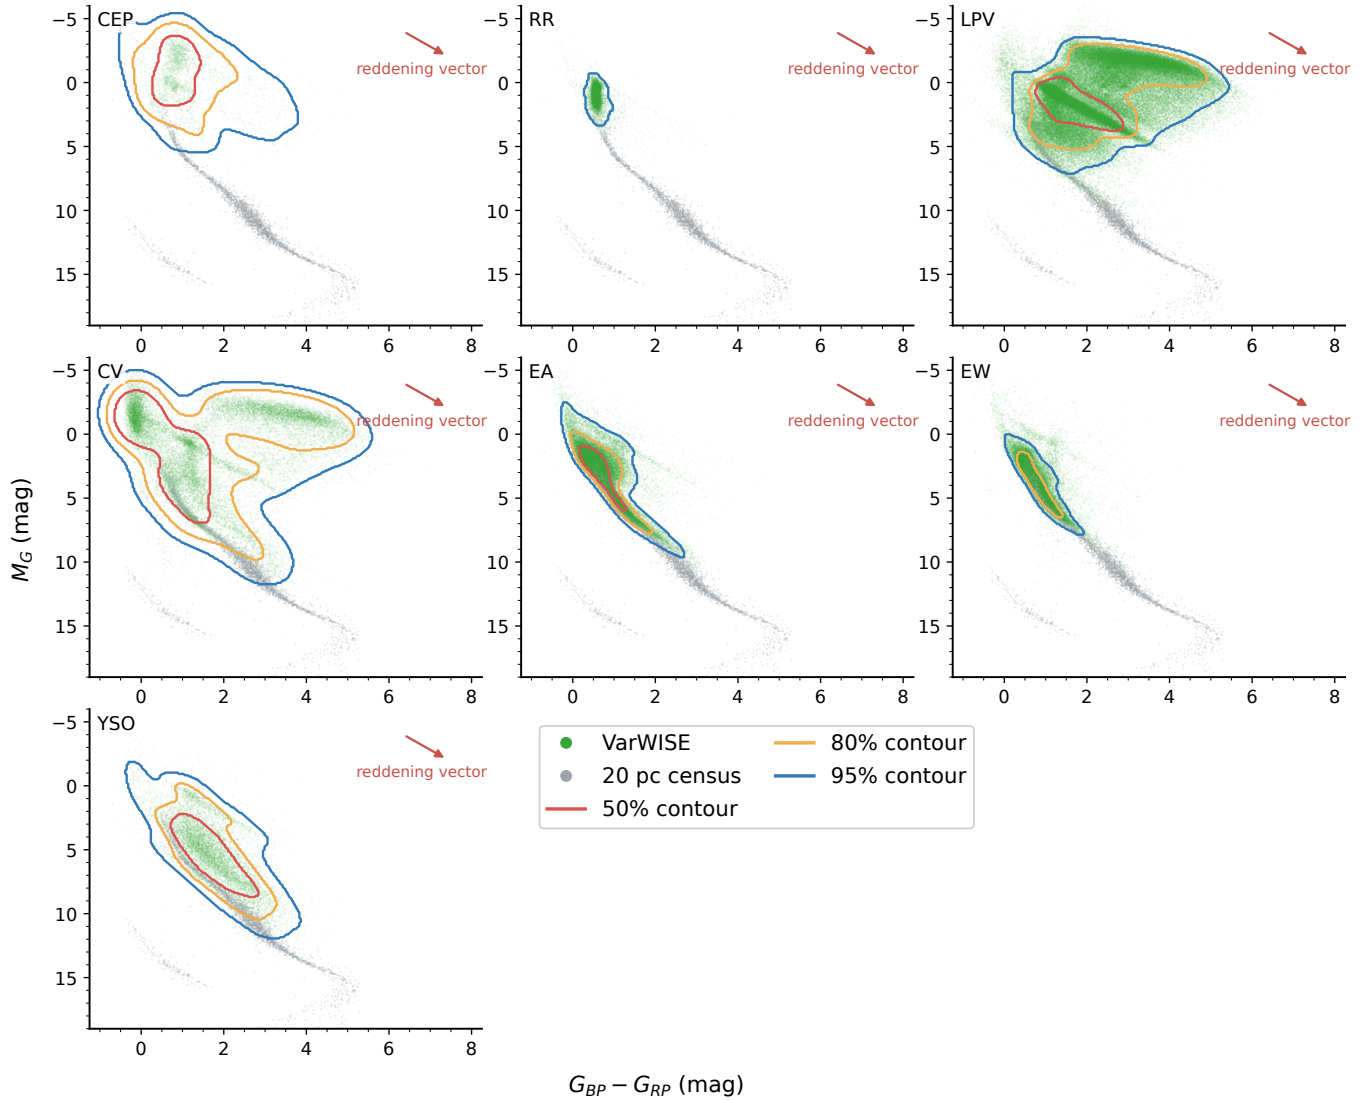 CEP
RR
LPV
reddening vector
reddening vector
reddening vector
−5
0
5
10
15
−5
0
5
10
15
−5
0
5
10
15
0 2 4 6 8
0 2 4 6 8
0 2 4 6 8
CV
EA
EW
reddening vector
reddening vector
reddening vector
−5
0
5
10
15
−5
0
5
10
15
−5
0
5
10
15
0 2 4 6 8
0 2 4 6 8
0 2 4 6 8
M_G (mag)
YSO
reddening vector
−5
0
5
10
15
0 2 4 6 8
VarWISE
20 pc census
50% contour
80% contour
95% contour
G_BP − G_RP (mag)